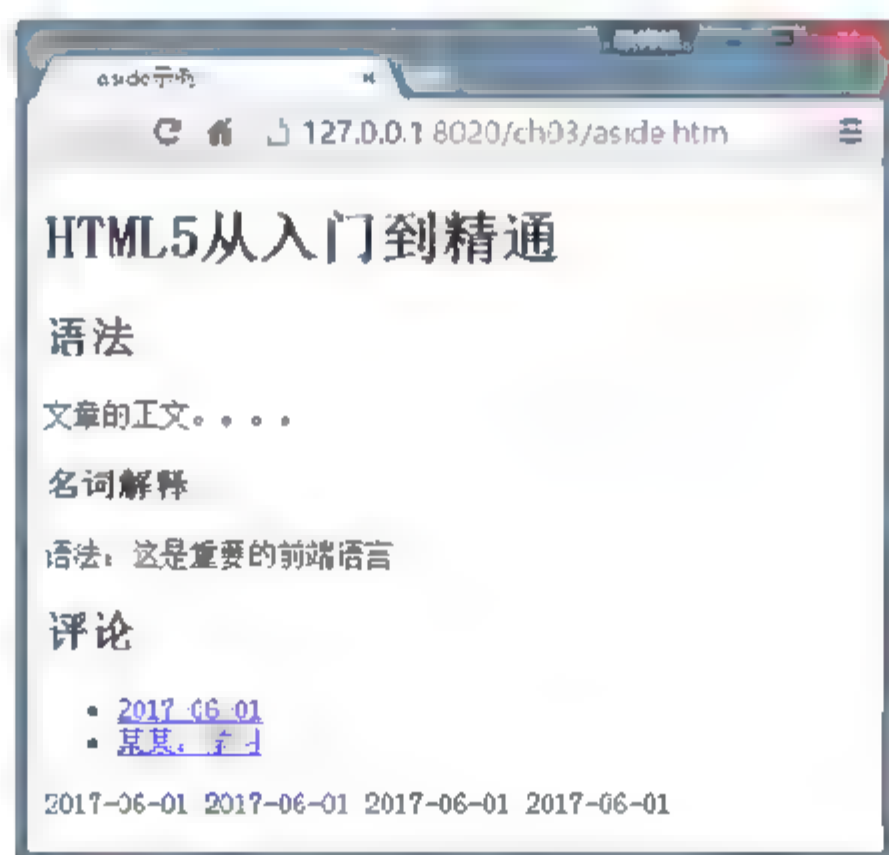 aside示例
127.0.0.1:8020/ch03/aside.htm
HTML5从入门到精通
语法
文章的正文。。。。
名词解释
语法：这是重要的前端语言
评论
2017-06-01
某某：
2017-06-01 2017-06-01 2017-06-01 2017-06-01